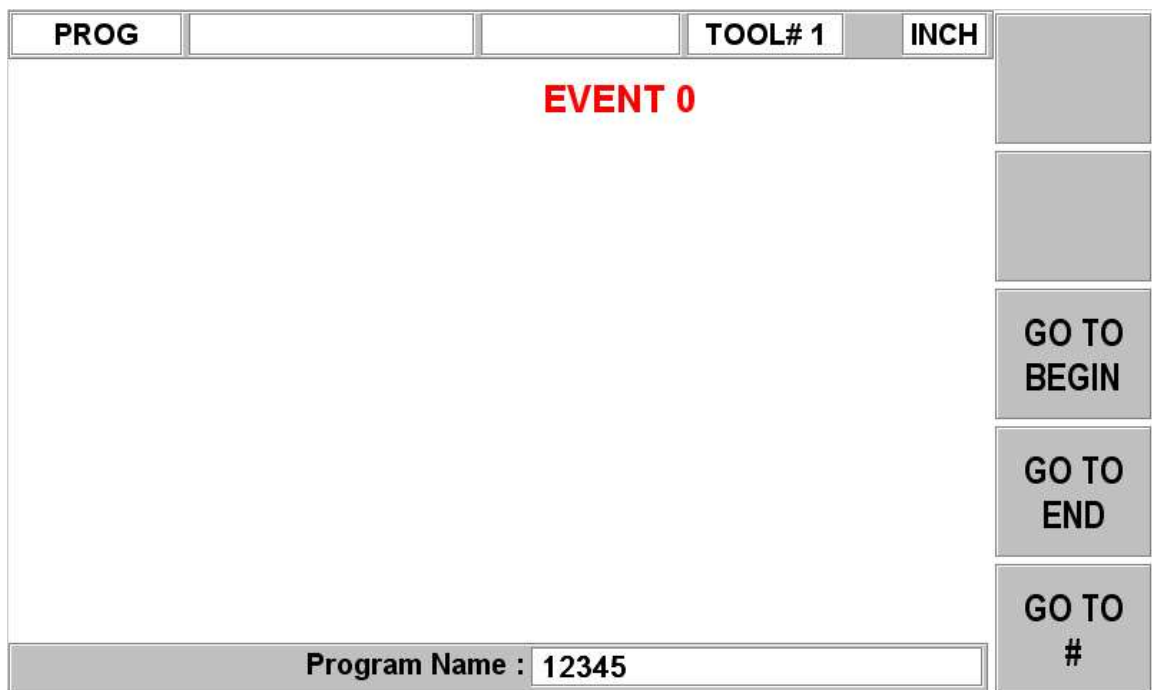 PROG TOOL# 1 INCH
EVENT 0
GO TO
BEGIN
GO TO
END
GO TO
#
Program Name : 12345